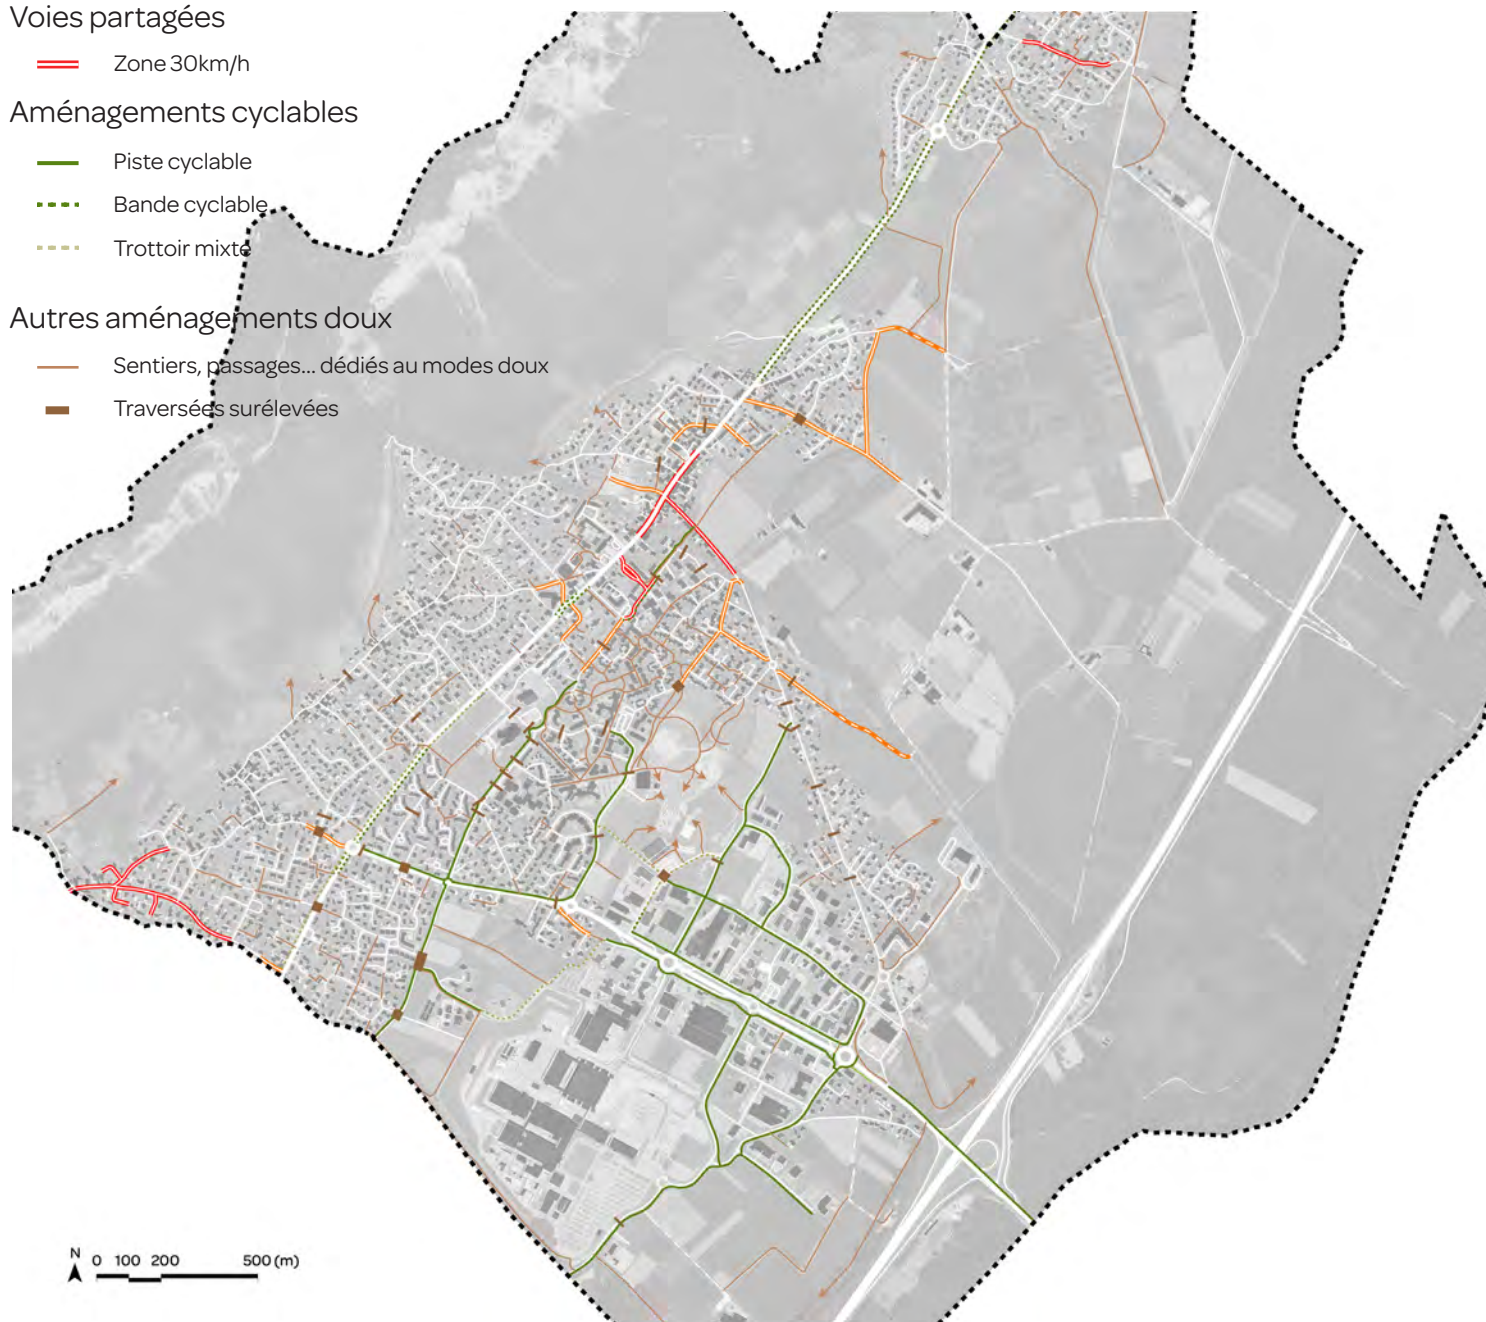 Voies partagées
Zone 30km/h
Aménagements cyclables
Piste cyclable
Bande cyclable
Trottoir mixte
Autres aménagements doux
Sentiers, passages... dédiés au modes doux
Traversées surélevées
N
0 100 200 500 (m)